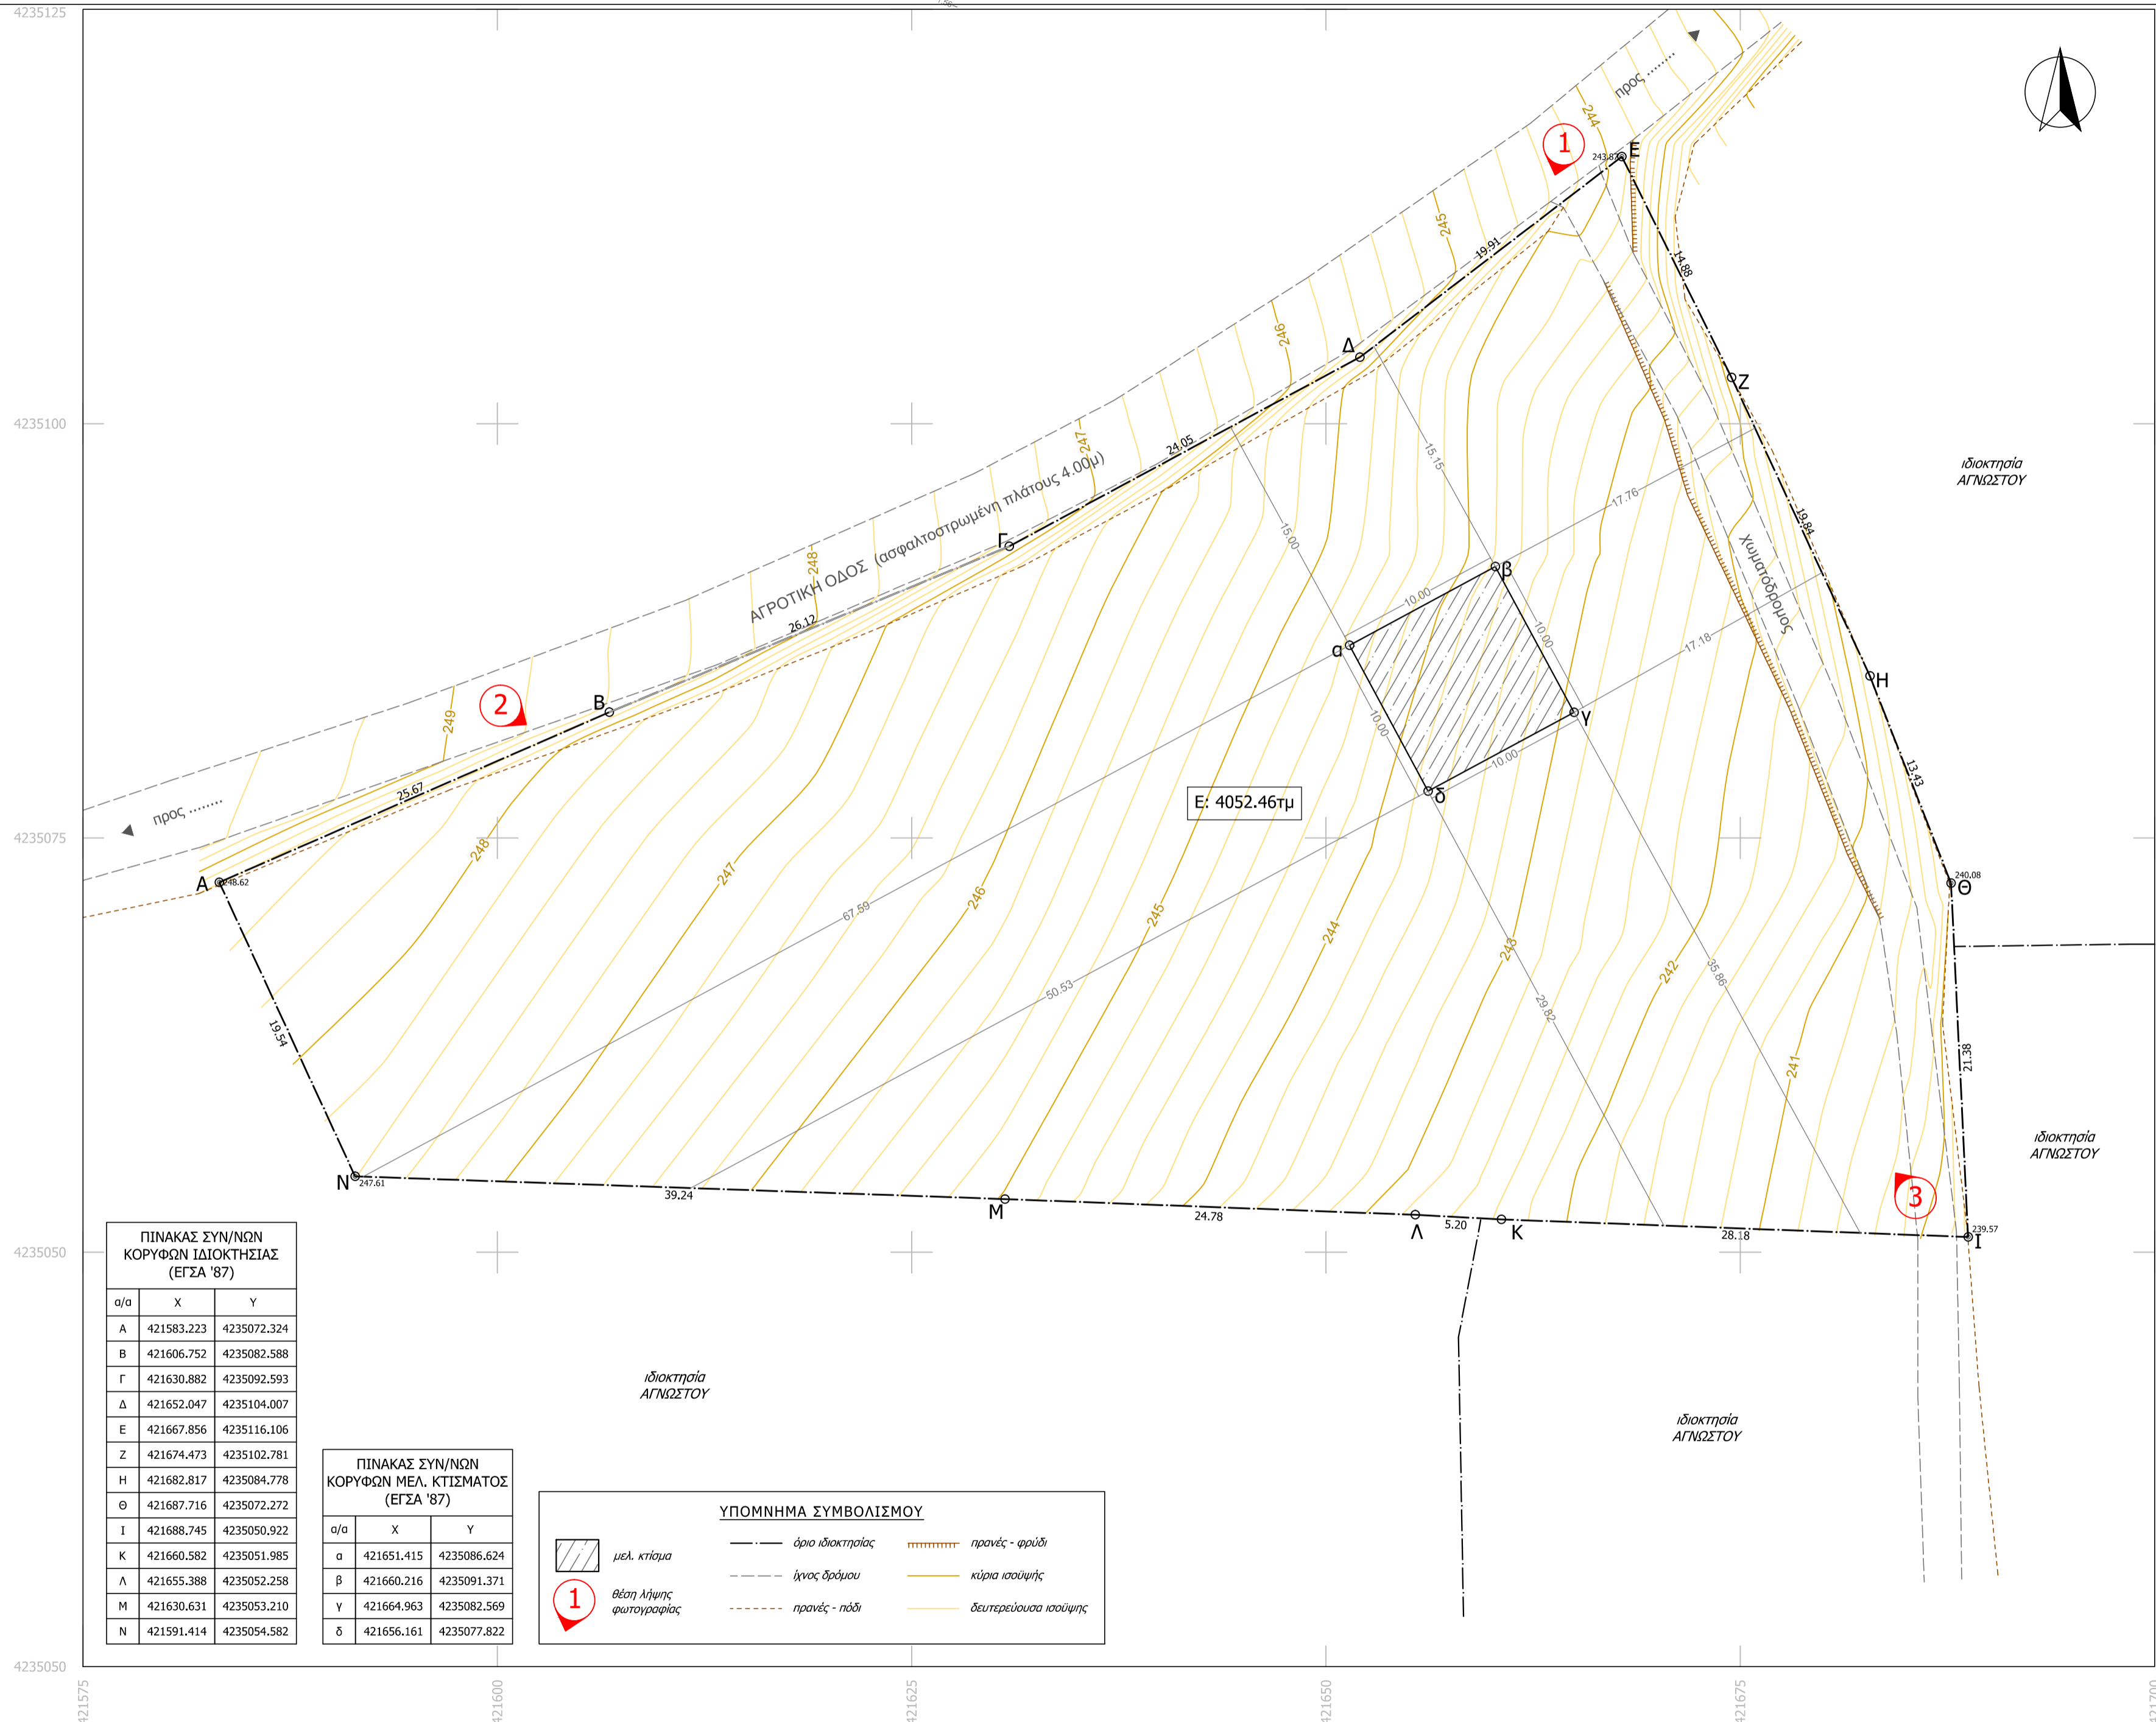 4235125
4235100
4235075
4235050
4235050
421575
421600
421625
421650
421675
421700
προς ........
244
1
243.83
E
245
19.91
14.88
246
Δ
Z
247
24.05
15.15
ιδιοκτησία
ΑΓΝΩΣΤΟΥ
17.76
19.84
ΑΓΡΟΤΙΚΗ ΟΔΟΣ (ασφαλτοστρωμένη πλάτους 4.00μ)
Γ
15.00
248
Χωματόδρομος
β
10.00
26.12
10.00
17.18
α
H
2
B
249
10.00
γ
10.00
13.43
25.67
δ
E: 4052.46τμ
προς ........
248
247
A
248.62
246
67.59
245
244
243
242
240.08
Θ
35.86
50.53
29.82
19.54
21.38
241
ιδιοκτησία
ΑΓΝΩΣΤΟΥ
N
247.61
39.24
M
24.78
Λ
5.20
K
28.18
3
239.57
I
ΠΙΝΑΚΑΣ ΣΥΝ/ΝΩΝ
ΚΟΡΥΦΩΝ ΙΔΙΟΚΤΗΣΙΑΣ
(ΕΓΣΑ '87)
α/α X Y
A 421583.223 4235072.324
B 421606.752 4235082.588
Γ 421630.882 4235092.593
Δ 421652.047 4235104.007
E 421667.856 4235116.106
Z 421674.473 4235102.781
H 421682.817 4235084.778
Θ 421687.716 4235072.272
I 421688.745 4235050.922
K 421660.582 4235051.985
Λ 421655.388 4235052.258
M 421630.631 4235053.210
N 421591.414 4235054.582
ιδιοκτησία
ΑΓΝΩΣΤΟΥ
ιδιοκτησία
ΑΓΝΩΣΤΟΥ
ΠΙΝΑΚΑΣ ΣΥΝ/ΝΩΝ
ΚΟΡΥΦΩΝ ΜΕΛ. ΚΤΙΣΜΑΤΟΣ
(ΕΓΣΑ '87)
α/α X Y
α 421651.415 4235086.624
β 421660.216 4235091.371
γ 421664.963 4235082.569
δ 421656.161 4235077.822
ΥΠΟΜΝΗΜΑ ΣΥΜΒΟΛΙΣΜΟΥ
μελ. κτίσμα
όριο ιδιοκτησίας
πρανές - φρύδι
1
θέση λήψης
φωτογραφίας
ίχνος δρόμου
κύρια ισοϋψής
πρανές - πόδι
δευτερεύουσα ισοϋψης